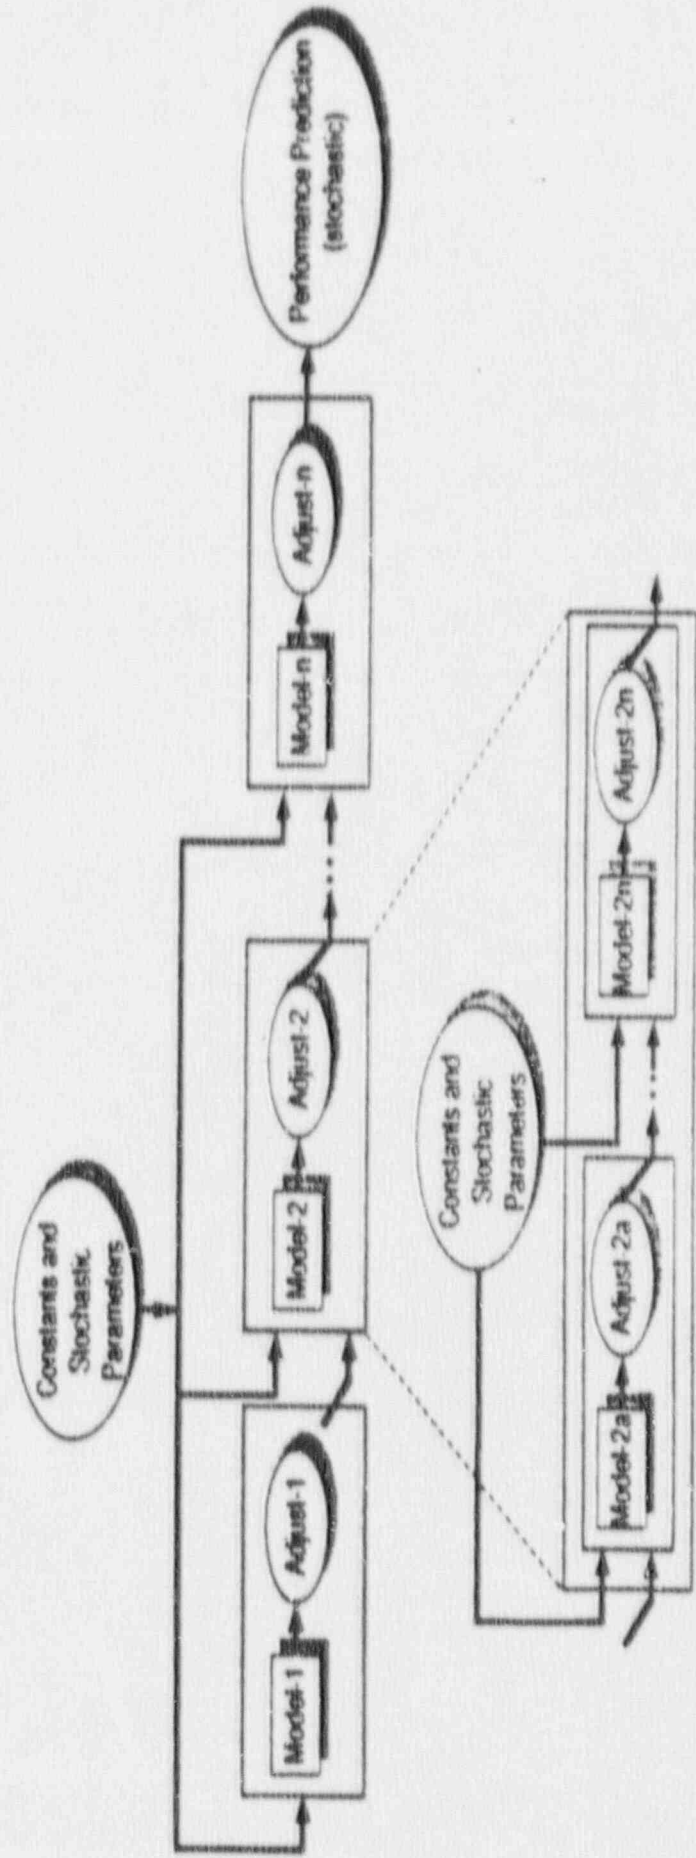 Constants and
Stochastic
Parameters
Model-1
Adjust-1
Model-2
Adjust-2
...
Model-n
Adjust-n
Performance Prediction
(stochastic)
Constants and
Stochastic
Parameters
Model-2a
Adjust-2a
...
Model-2n
Adjust-2n